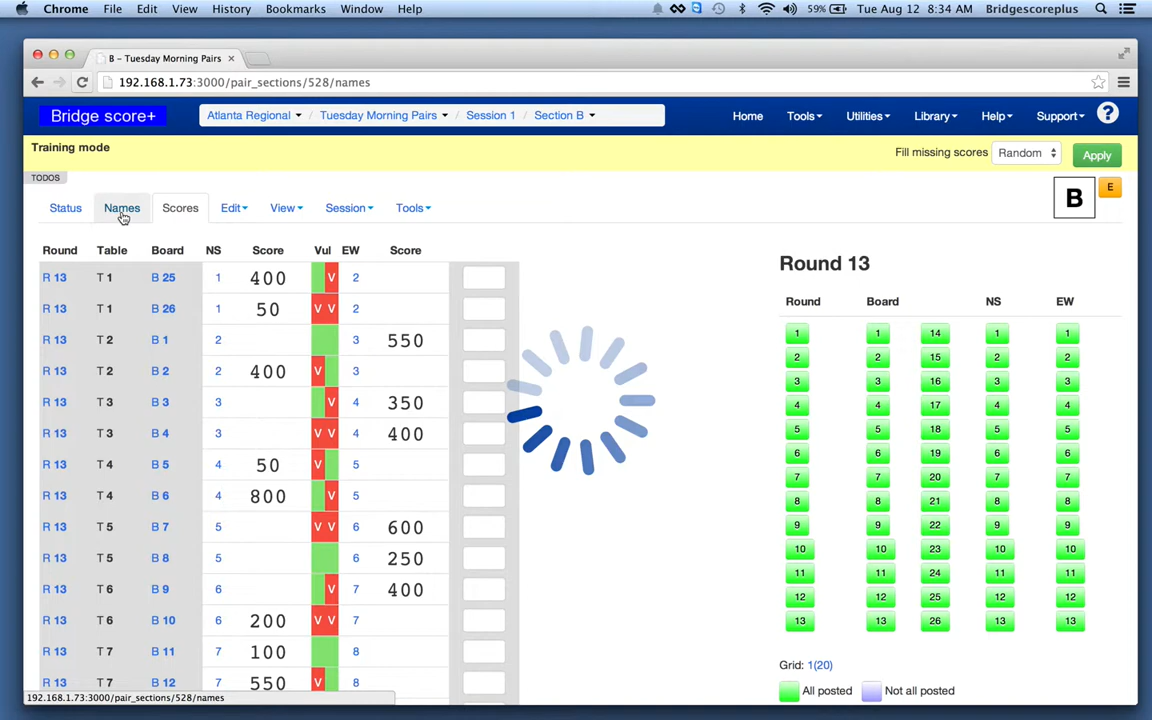 Chrome File Edit View History Bookmarks Window Help 59% Tue Aug 12 8:34 AM Bridgescoreplus
B – Tuesday Morning Pairs
192.168.1.73:3000/pair_sections/528/names
Bridge score+ Atlanta Regional Tuesday Morning Pairs Session 1 Section B Home Tools Utilities Library Help Support ?
Training mode Fill missing scores Random Apply
TODOS
Status Names Scores Edit View Session Tools B E
Round Table Board NS Score Vul EW Score
R 13 T 1 B 25 1 400 V 2
R 13 T 1 B 26 1 50 V V 2
R 13 T 2 B 1 2 3 550
R 13 T 2 B 2 2 400 V 3
R 13 T 3 B 3 3 V 4 350
R 13 T 3 B 4 3 V V 4 400
R 13 T 4 B 5 4 50 V 5
R 13 T 4 B 6 4 800 V 5
R 13 T 5 B 7 5 V V 6 600
R 13 T 5 B 8 5 6 250
R 13 T 6 B 9 6 V 7 400
R 13 T 6 B 10 6 200 V V 7
R 13 T 7 B 11 7 100 8
R 13 T 7 B 12 7 550 V 8
192.168.1.73:3000/pair_sections/528/names
Round 13
Round Board NS EW
1 1 14 1 1
2 2 15 2 2
3 3 16 3 3
4 4 17 4 4
5 5 18 5 5
6 6 19 6 6
7 7 20 7 7
8 8 21 8 8
9 9 22 9 9
10 10 23 10 10
11 11 24 11 11
12 12 25 12 12
13 13 26 13 13
Grid: 1(20)
All posted Not all posted